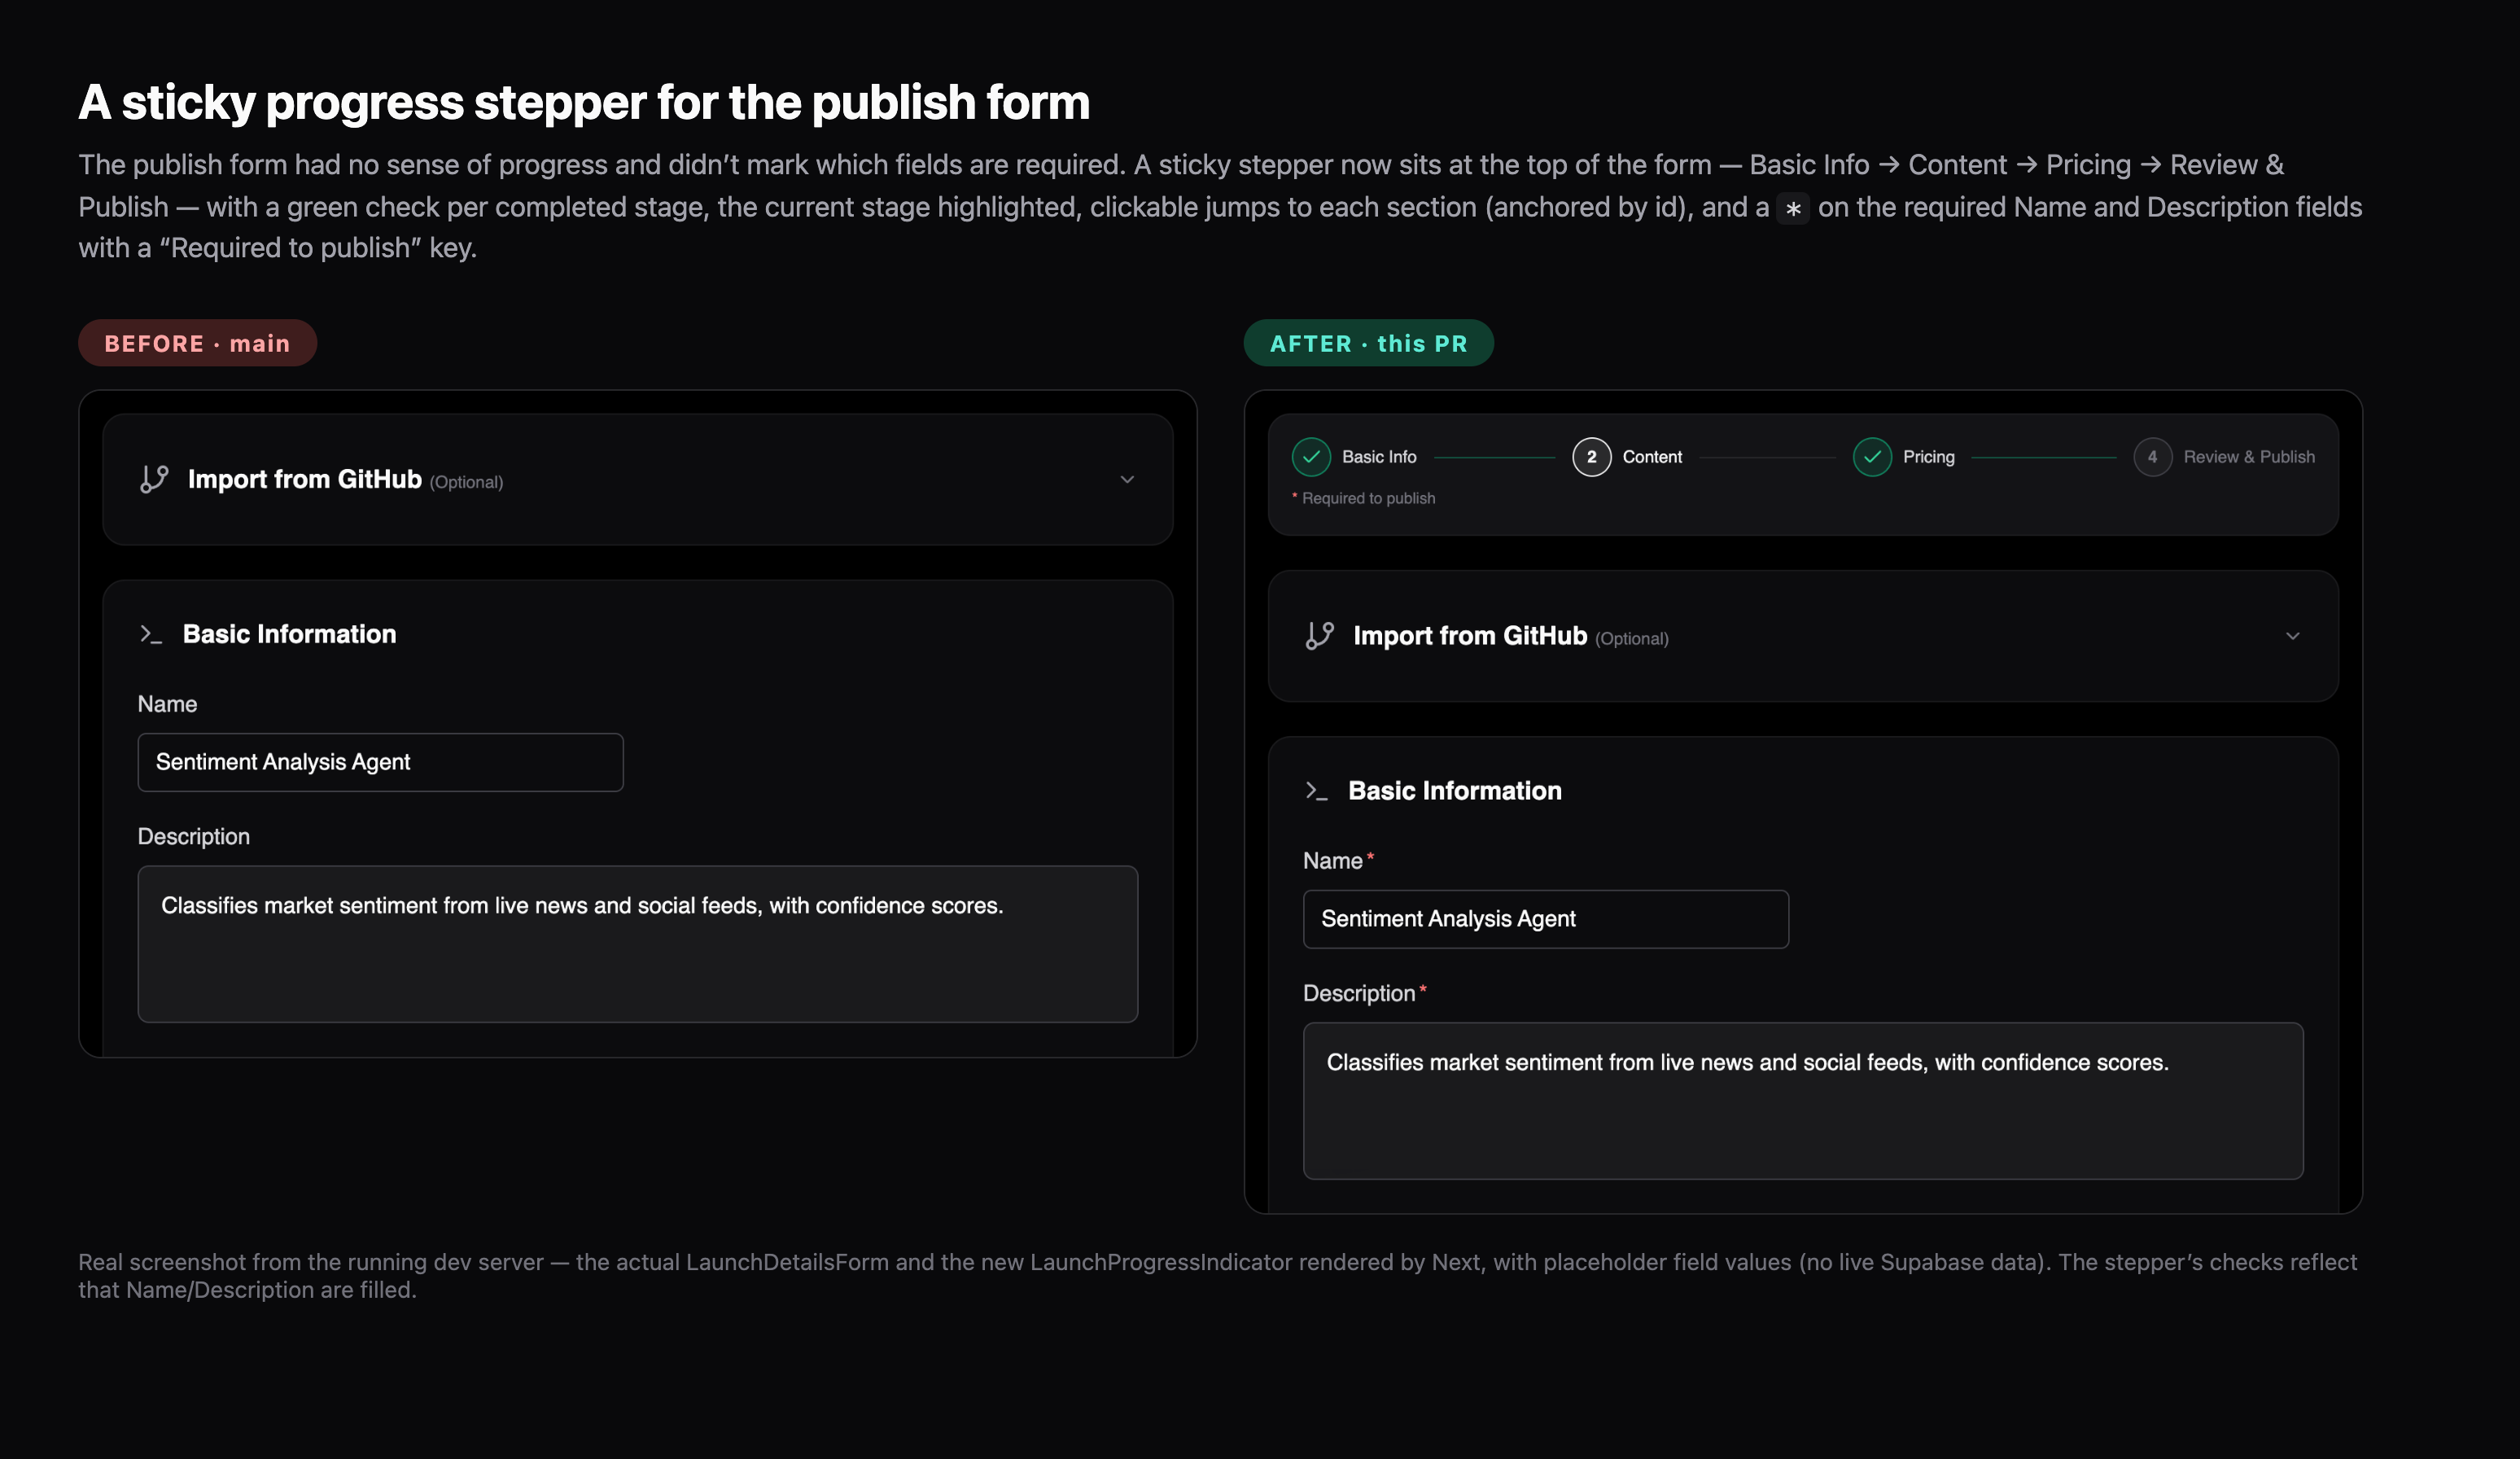 A sticky progress stepper for the publish form
The publish form had no sense of progress and didn’t mark which fields are required. A sticky stepper now sits at the top of the form — Basic Info → Content → Pricing → Review &
Publish — with a green check per completed stage, the current stage highlighted, clickable jumps to each section (anchored by id), and a * on the required Name and Description fields
with a “Required to publish” key.
BEFORE · main
Import from GitHub (Optional)
Basic Information
Name
Sentiment Analysis Agent
Description
Classifies market sentiment from live news and social feeds, with confidence scores.
AFTER · this PR
Basic Info
2 Content
Pricing
4 Review & Publish
* Required to publish
Import from GitHub (Optional)
Basic Information
Name*
Sentiment Analysis Agent
Description*
Classifies market sentiment from live news and social feeds, with confidence scores.
Real screenshot from the running dev server — the actual LaunchDetailsForm and the new LaunchProgressIndicator rendered by Next, with placeholder field values (no live Supabase data). The stepper’s checks reflect
that Name/Description are filled.